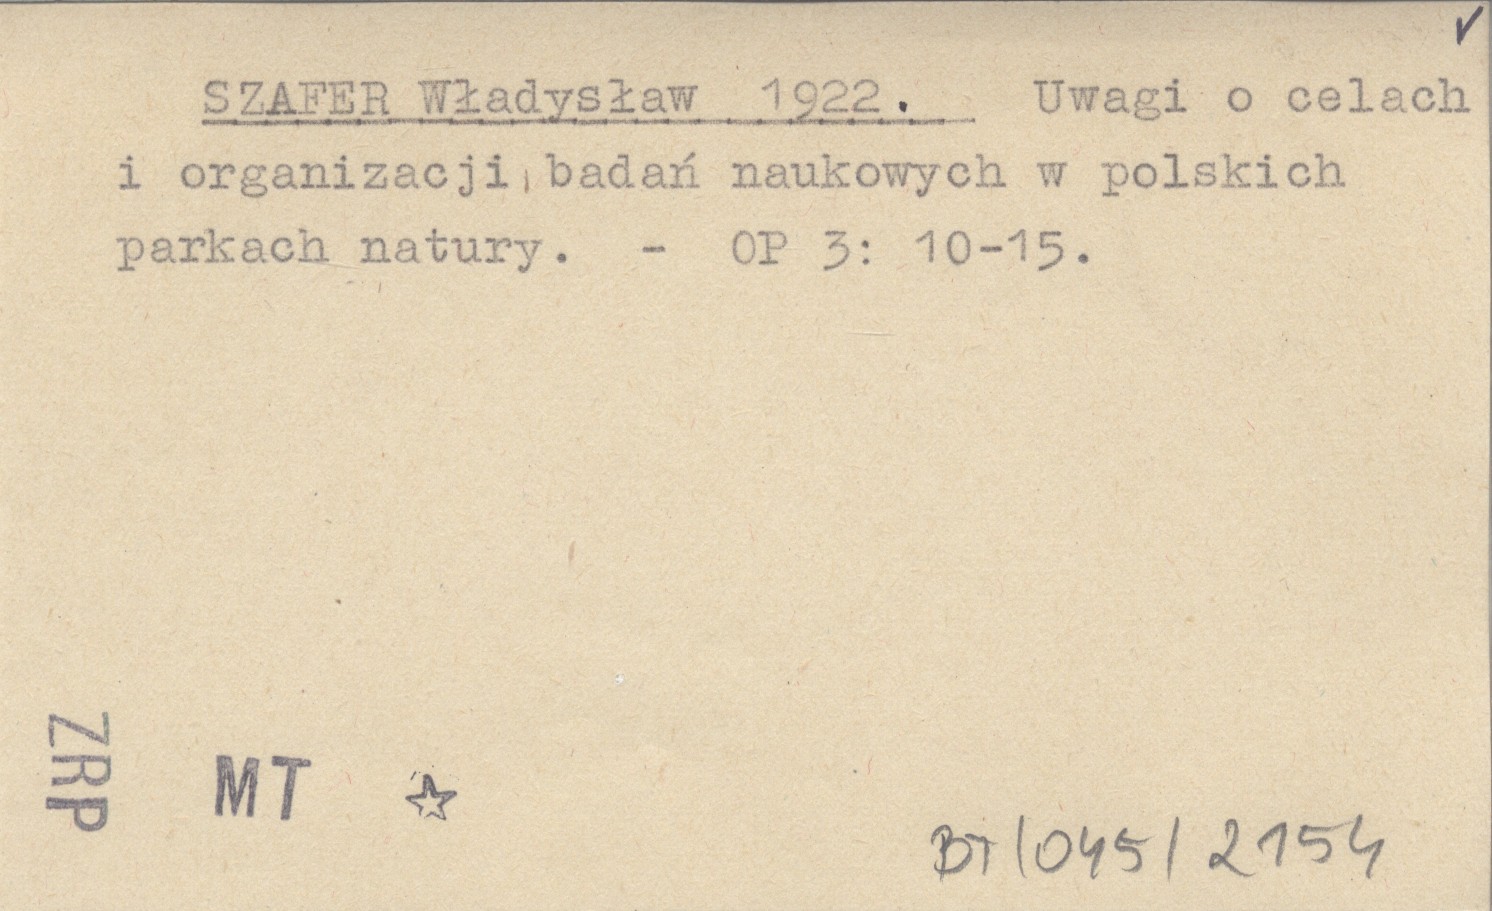 SZAFER Władysław 1922. Uwagi o celach
i organizacji badań naukowych w polskich
parkach natury. - OP 3: 10-15.
ZRP
MT ☆
BT/045/2154